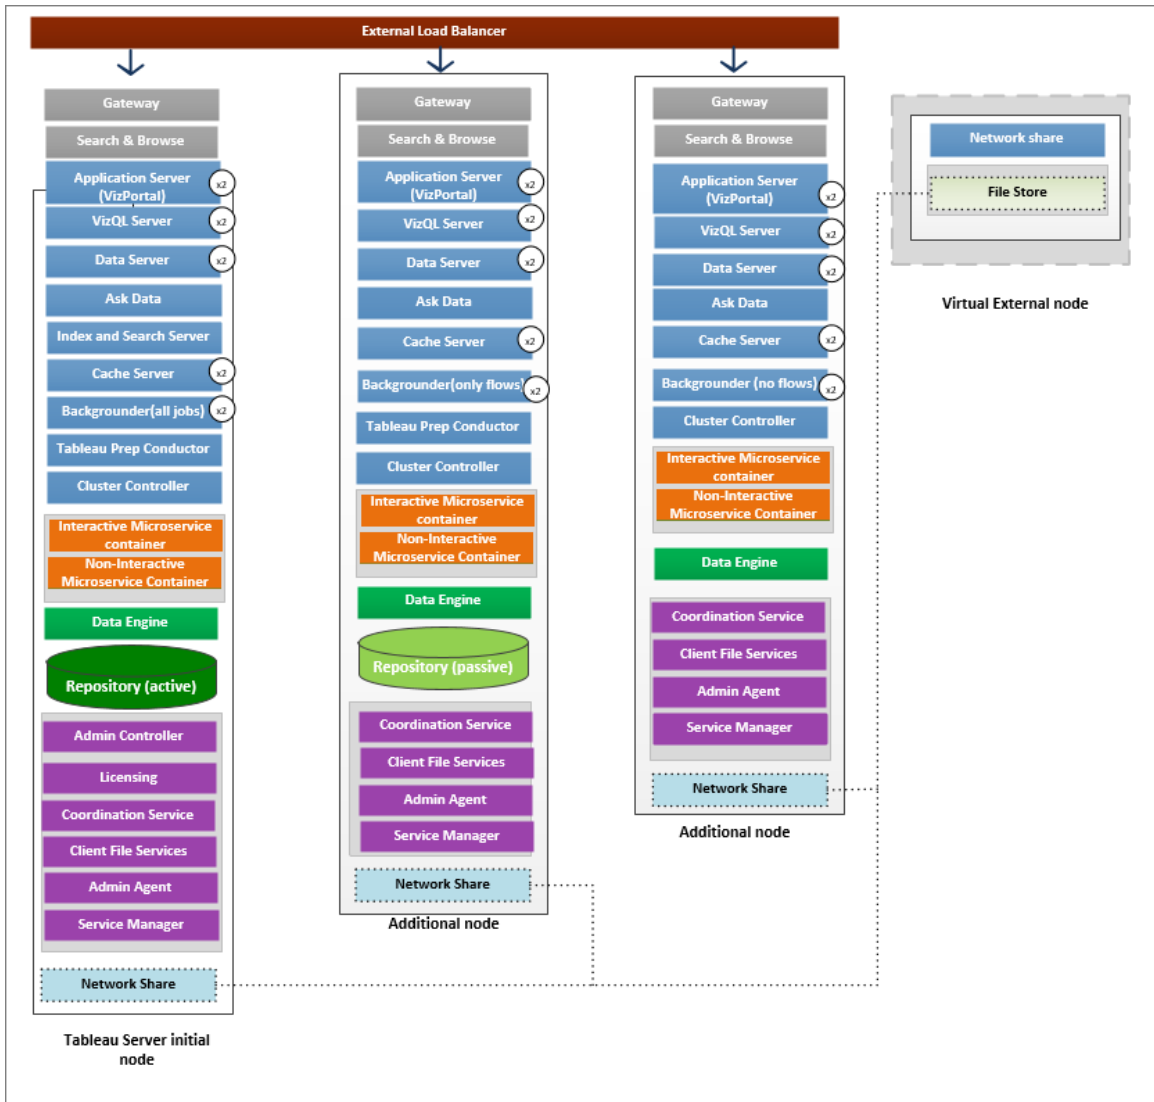 External Load Balancer
Gateway
Search & Browse
Application Server
(VizPortal)
x2
VizQL Server
x2
Data Server
x2
Ask Data
Index and Search Server
Cache Server
x2
Backgrounder(all jobs)
x2
Tableau Prep Conductor
Cluster Controller
Interactive Microservice
container
Non-Interactive
Microservice Container
Data Engine
Repository (active)
Admin Controller
Licensing
Coordination Service
Client File Services
Admin Agent
Service Manager
Network Share
Tableau Server initial
node
Gateway
Search & Browse
Application Server
(VizPortal)
x2
VizQL Server
x2
Data Server
x2
Ask Data
Cache Server
x2
Backgrounder(only flows)
x2
Tableau Prep Conductor
Cluster Controller
Interactive Microservice
container
Non-Interactive
Microservice Container
Data Engine
Repository (passive)
Coordination Service
Client File Services
Admin Agent
Service Manager
Network Share
Additional node
Gateway
Search & Browse
Application Server
(VizPortal)
x2
VizQL Server
x2
Data Server
x2
Ask Data
Cache Server
x2
Backgrounder (no flows)
x2
Cluster Controller
Interactive Microservice
container
Non-Interactive
Microservice Container
Data Engine
Coordination Service
Client File Services
Admin Agent
Service Manager
Network Share
Additional node
Network share
File Store
Virtual External node